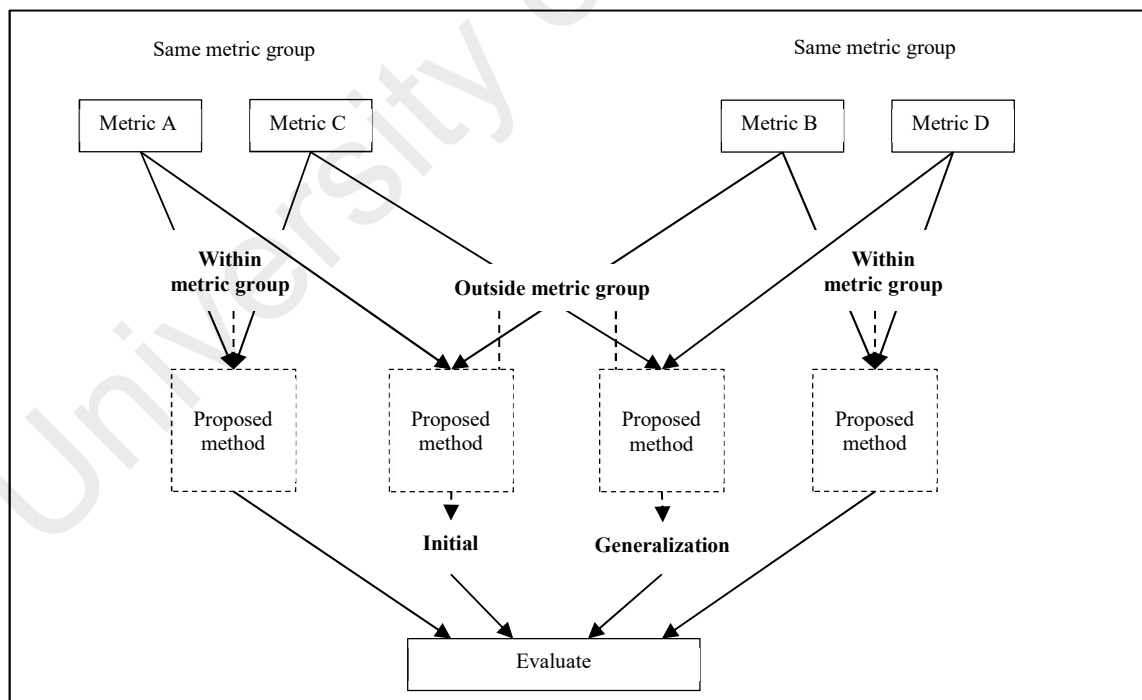 Same metric group
Same metric group
Metric A
Metric C
Metric B
Metric D
Within
metric group
Outside metric group
Within
metric group
Proposed
method
Proposed
method
Proposed
method
Proposed
method
Initial
Generalization
Evaluate
University